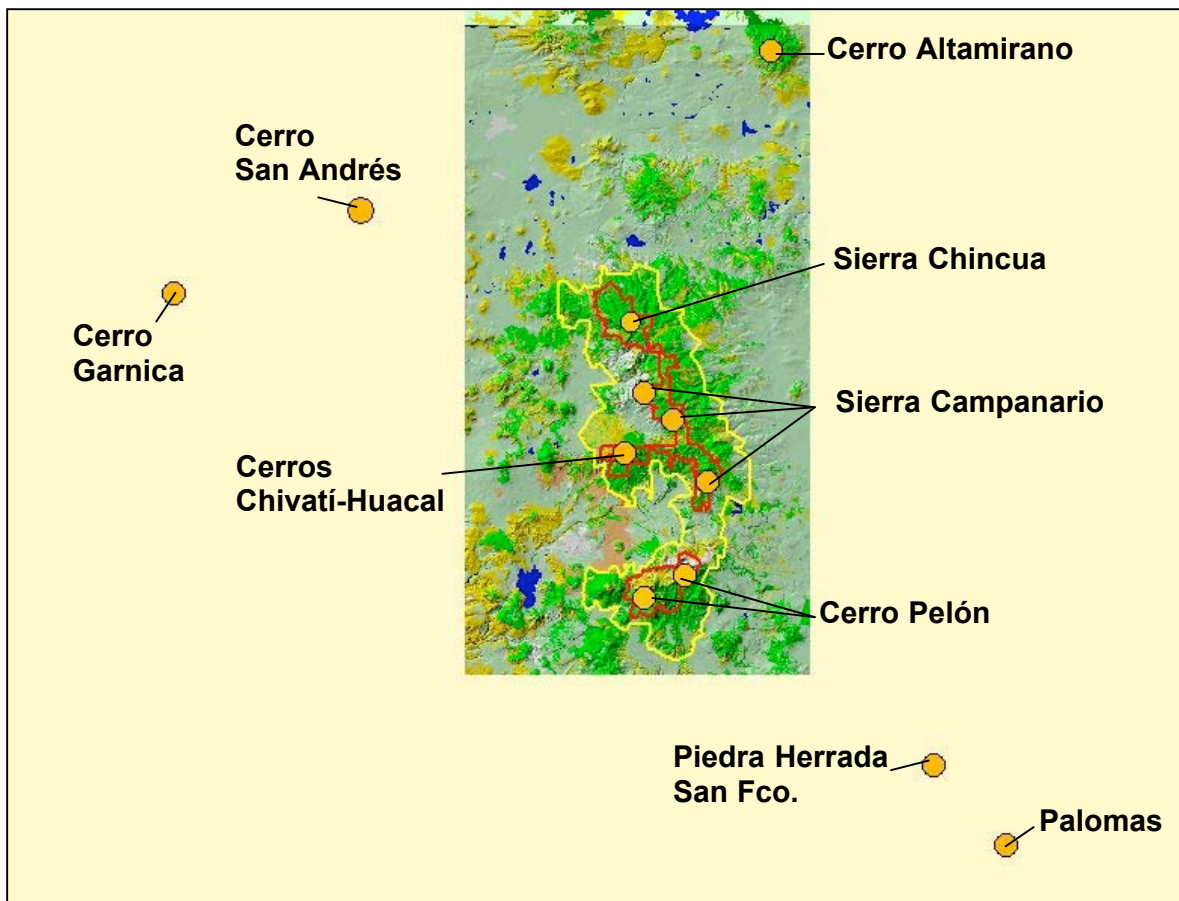 Cerro Altamirano
Cerro
San Andrés
Sierra Chincua
Cerro
Garnica
Sierra Campanario
Cerros
Chivatí-Huacal
Cerro Pelón
Piedra Herrada
San Fco.
Palomas